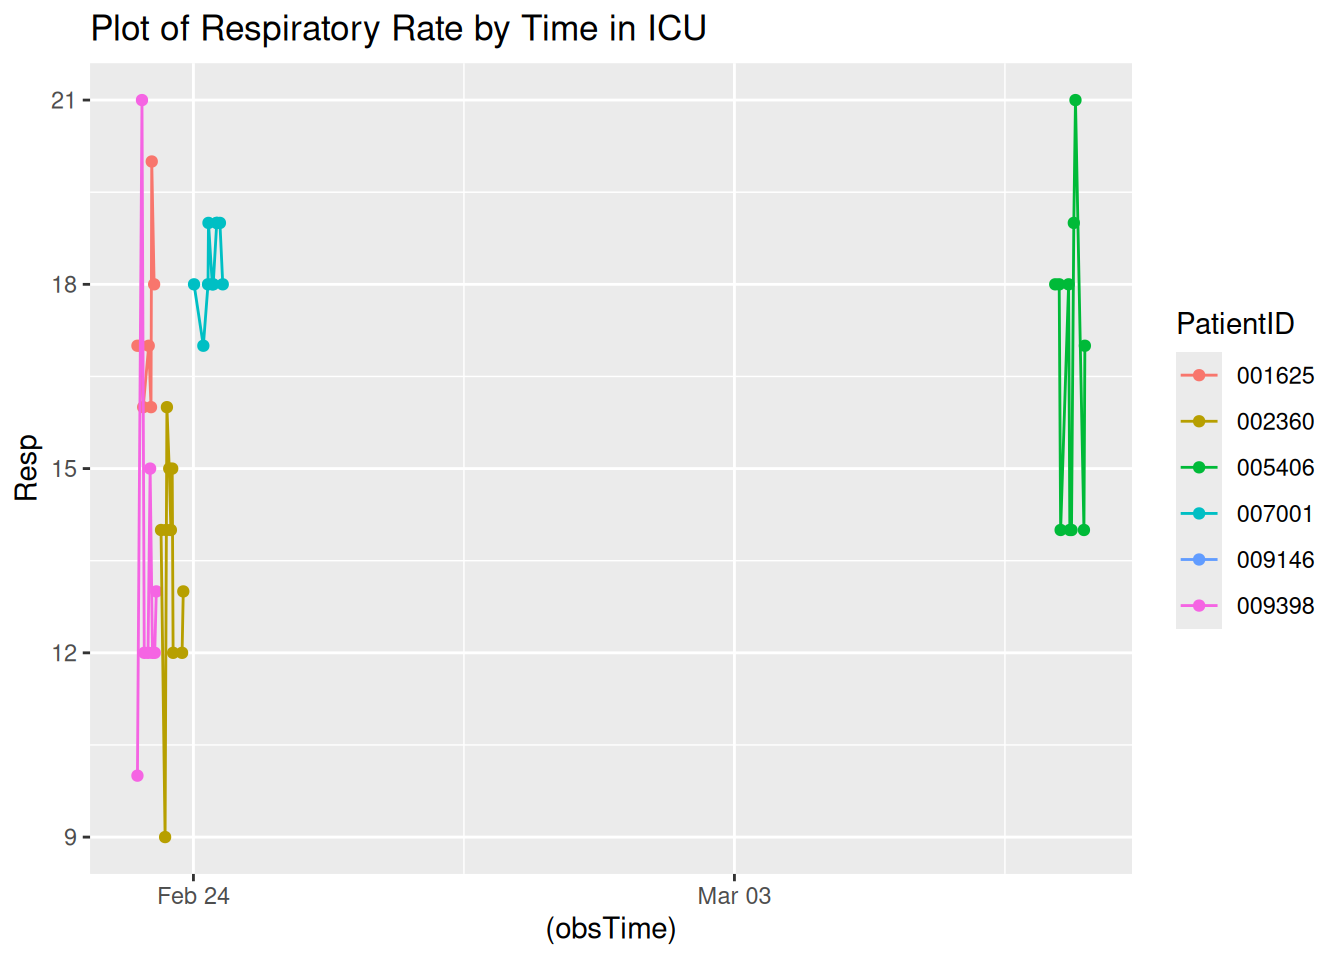 Plot of Respiratory Rate by Time in ICU
21
18
15
12
9
Resp
Feb 24
Mar 03
(obsTime)
PatientID
001625
002360
005406
007001
009146
009398